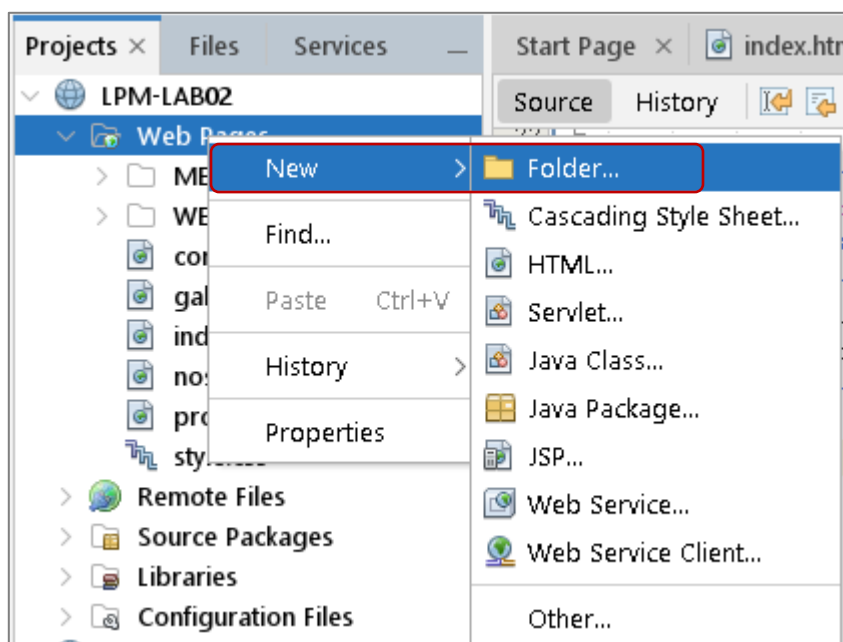 Projects Files Services
Start Page index.htm
LPM-LAB02
Source History
Web Pages
New
Folder...
Cascading Style Sheet...
Find...
HTML...
Paste Ctrl+V
Servlet...
History
Java Class...
Java Package...
Properties
JSP...
Remote Files
Web Service...
Source Packages
Web Service Client...
Libraries
Configuration Files
Other...